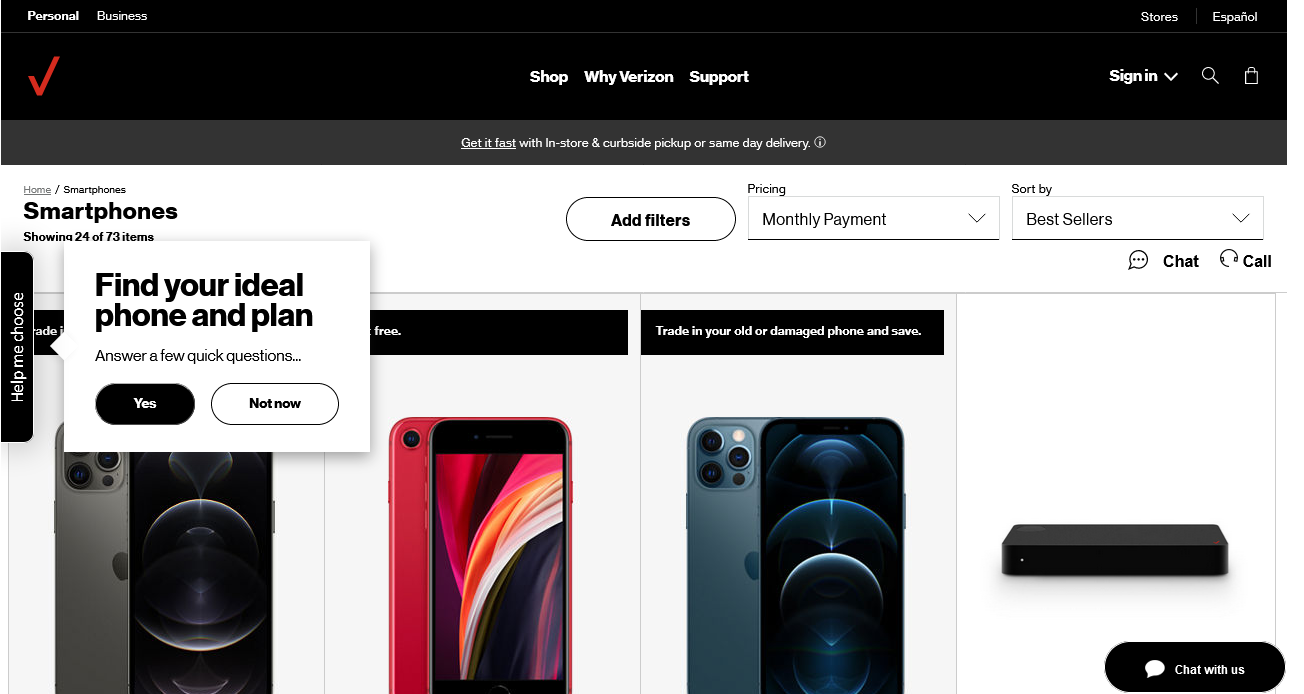 Personal Business
Stores Español
Shop Why Verizon Support
Sign in
Get it fast with In-store & curbside pickup or same day delivery.
Home / Smartphones
Smartphones
Showing 24 of 73 items
Add filters
Pricing
Monthly Payment
Sort by
Best Sellers
Chat Call
Help me choose
Find your ideal
phone and plan
Answer a few quick questions...
Yes
Not now
free.
Trade in your old or damaged phone and save.
Chat with us